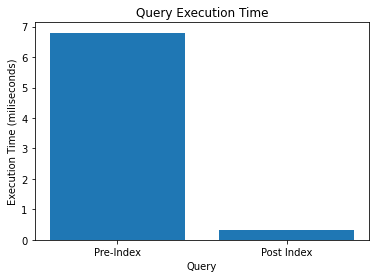 Query Execution Time
7
6
5
4
3
2
1
0
Execution Time (miliseconds)
Pre-Index
Post Index
Query